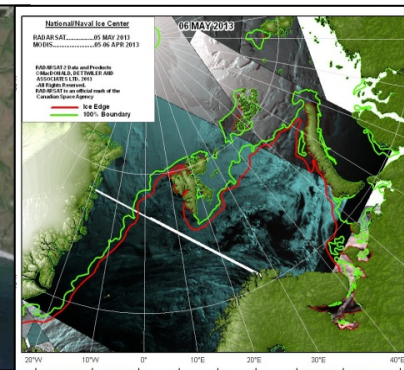 National/Naval Ice Center
RADARSAT..............05 MAY 2013
MODIS................05-06 APR 2013
RADARSAT-2 Data and Products
©MacDONALD, DETTWILER AND
ASSOCIATES LTD. 2013
-All Rights Reserved.
RADARSAT is an official mark of the
Canadian Space Agency
Ice Edge
100% Boundary
06 MAY 2013
20°W 10°W 0° 10°E 20°E 30°E 40°E